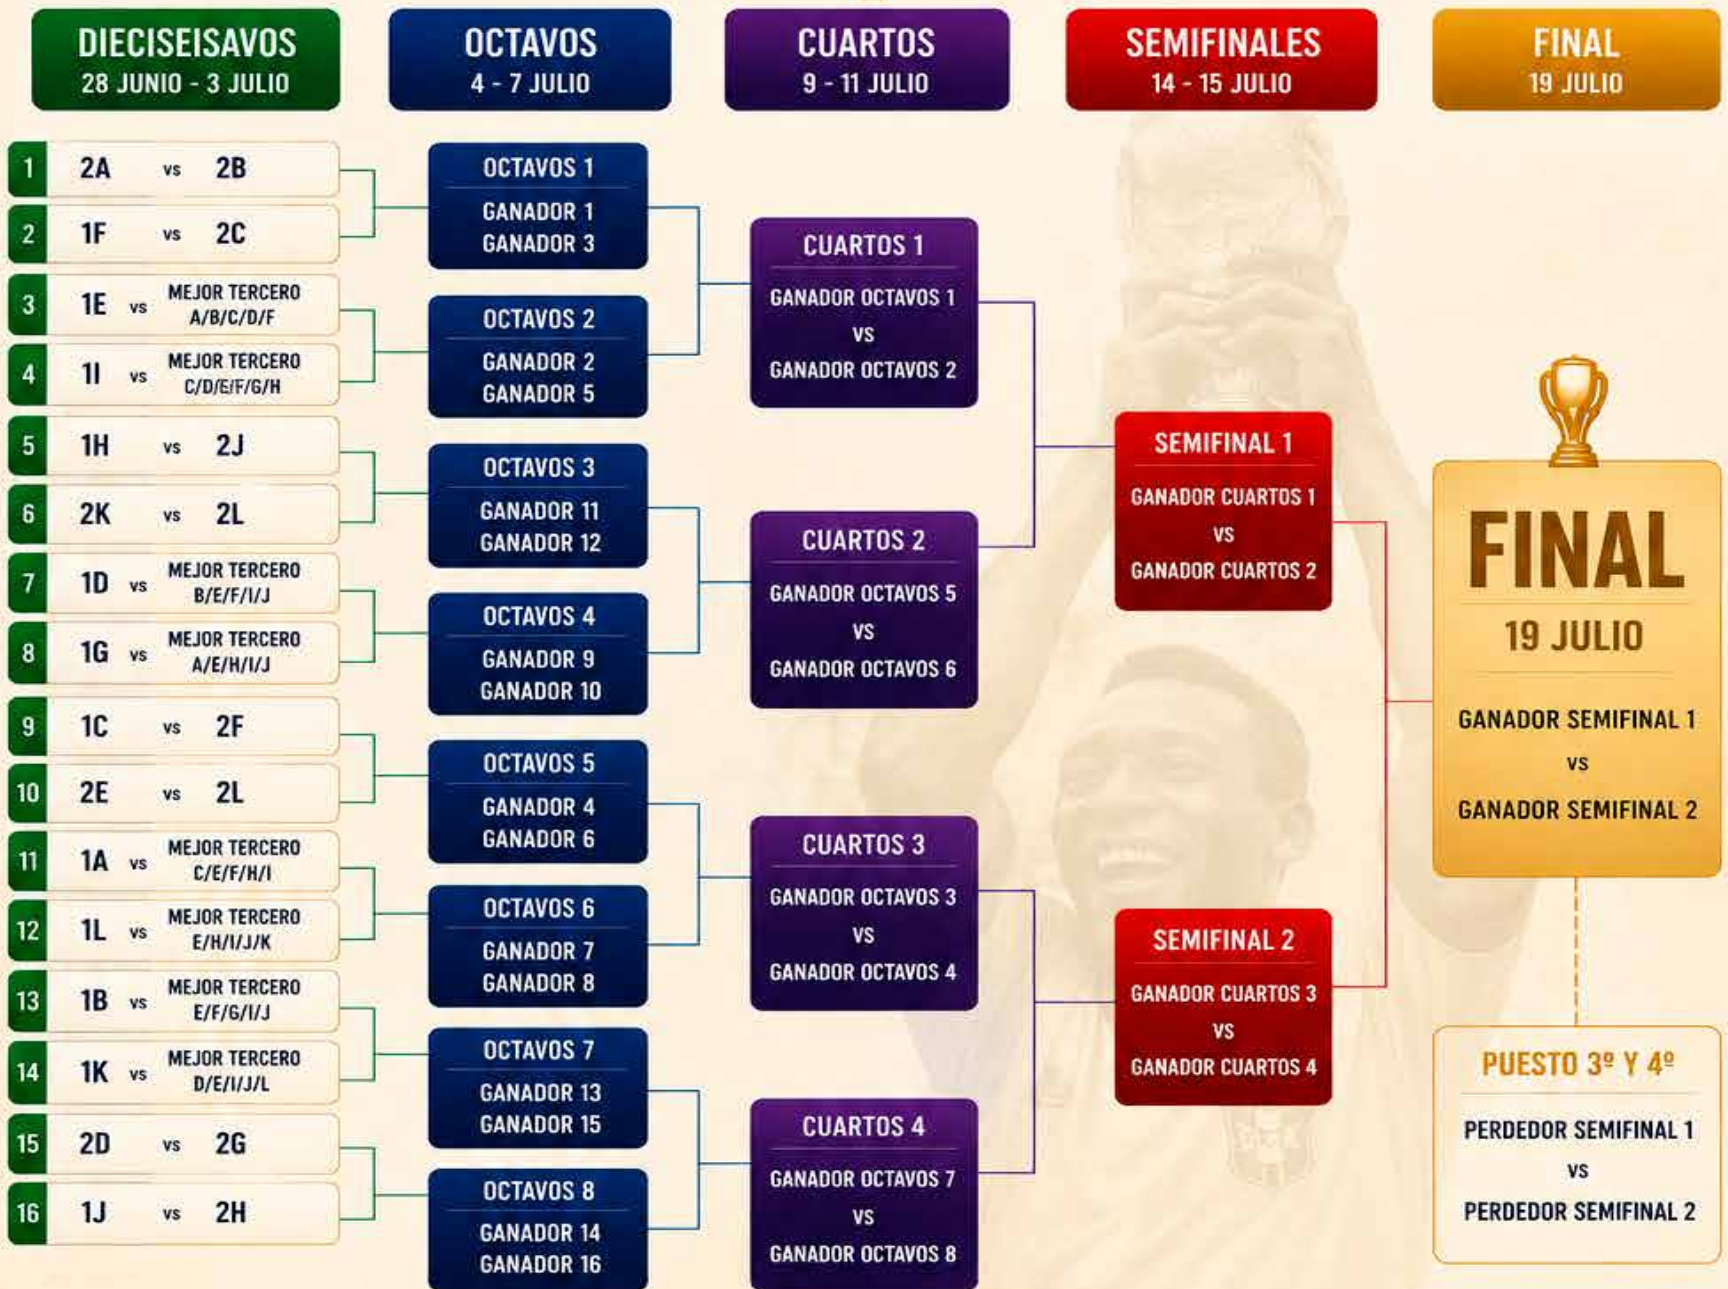 DIECISEISAVOS
28 JUNIO - 3 JULIO
OCTAVOS
4 - 7 JULIO
CUARTOS
9 - 11 JULIO
SEMIFINALES
14 - 15 JULIO
FINAL
19 JULIO
1 2A vs 2B
2 1F vs 2C
3 1E vs MEJOR TERCERO
A/B/C/D/F
4 1I vs MEJOR TERCERO
C/D/E/F/G/H
5 1H vs 2J
6 2K vs 2L
7 1D vs MEJOR TERCERO
B/E/F/I/J
8 1G vs MEJOR TERCERO
A/E/H/I/J
9 1C vs 2F
10 2E vs 2L
11 1A vs MEJOR TERCERO
C/E/F/H/I
12 1L vs MEJOR TERCERO
E/H/I/J/K
13 1B vs MEJOR TERCERO
E/F/G/I/J
14 1K vs MEJOR TERCERO
D/E/I/J/L
15 2D vs 2G
16 1J vs 2H
OCTAVOS 1
GANADOR 1
GANADOR 3
OCTAVOS 2
GANADOR 2
GANADOR 5
OCTAVOS 3
GANADOR 11
GANADOR 12
OCTAVOS 4
GANADOR 9
GANADOR 10
OCTAVOS 5
GANADOR 4
GANADOR 6
OCTAVOS 6
GANADOR 7
GANADOR 8
OCTAVOS 7
GANADOR 13
GANADOR 15
OCTAVOS 8
GANADOR 14
GANADOR 16
CUARTOS 1
GANADOR OCTAVOS 1
VS
GANADOR OCTAVOS 2
CUARTOS 2
GANADOR OCTAVOS 5
VS
GANADOR OCTAVOS 6
CUARTOS 3
GANADOR OCTAVOS 3
VS
GANADOR OCTAVOS 4
CUARTOS 4
GANADOR OCTAVOS 7
VS
GANADOR OCTAVOS 8
SEMIFINAL 1
GANADOR CUARTOS 1
VS
GANADOR CUARTOS 2
SEMIFINAL 2
GANADOR CUARTOS 3
VS
GANADOR CUARTOS 4
FINAL
19 JULIO
GANADOR SEMIFINAL 1
VS
GANADOR SEMIFINAL 2
PUESTO 3º Y 4º
PERDEDOR SEMIFINAL 1
VS
PERDEDOR SEMIFINAL 2